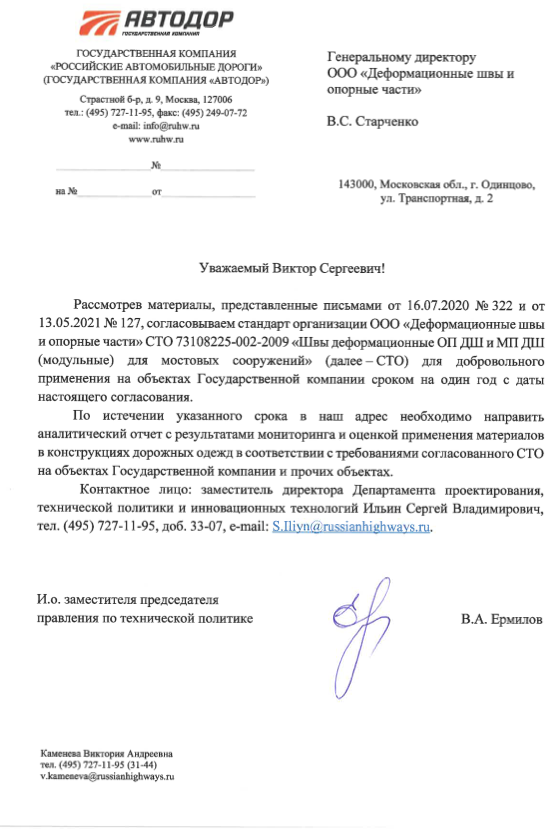 АВТОДОР
ГОСУДАРСТВЕННАЯ КОМПАНИЯ
ГОСУДАРСТВЕННАЯ КОМПАНИЯ
«РОССИЙСКИЕ АВТОМОБИЛЬНЫЕ ДОРОГИ»
(ГОСУДАРСТВЕННАЯ КОМПАНИЯ «АВТОДОР»)
Страстной б-р, д. 9, Москва, 127006
тел.: (495) 727-11-95, факс: (495) 249-07-72
e-mail: info@ruhw.ru
www.ruhw.ru
№
на № от
Генеральному директору
ООО «Деформационные швы и
опорные части»
В.С. Старченко
143000, Московская обл., г. Одинцово,
ул. Транспортная, д. 2
Уважаемый Виктор Сергеевич!
Рассмотрев материалы, представленные письмами от 16.07.2020 № 322 и от
13.05.2021 № 127, согласовываем стандарт организации ООО «Деформационные швы
и опорные части» СТО 73108225-002-2009 «Швы деформационные ОП ДШ и МП ДШ
(модульные) для мостовых сооружений» (далее – СТО) для добровольного
применения на объектах Государственной компании сроком на один год с даты
настоящего согласования.
По истечении указанного срока в наш адрес необходимо направить
аналитический отчет с результатами мониторинга и оценкой применения материалов
в конструкциях дорожных одежд в соответствии с требованиями согласованного СТО
на объектах Государственной компании и прочих объектах.
Контактное лицо: заместитель директора Департамента проектирования,
технической политики и инновационных технологий Ильин Сергей Владимирович,
тел. (495) 727-11-95, доб. 33-07, e-mail: S.Iliyn@russianhighways.ru.
И.о. заместителя председателя
правления по технической политике
В.А. Ермилов
Каменева Виктория Андреевна
тел. (495) 727-11-95 (31-44)
v.kameneva@russianhighways.ru